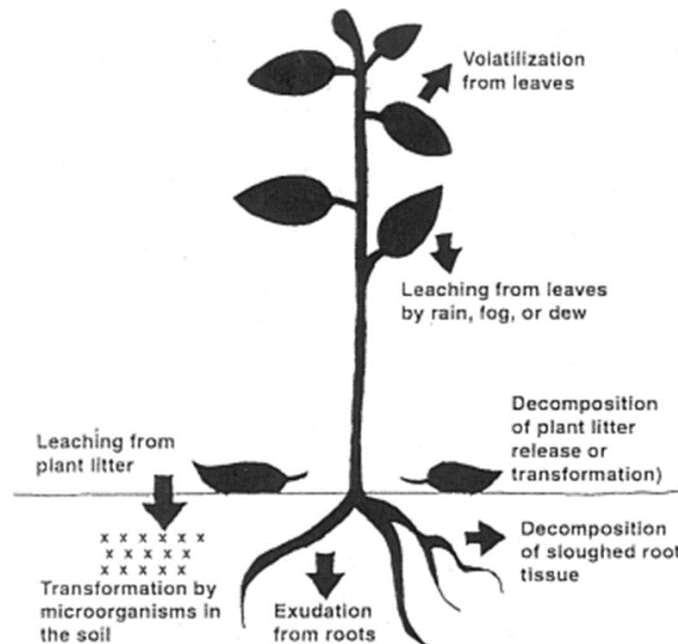 Volatilization
from leaves
Leaching from leaves
by rain, fog, or dew
Decomposition
of plant litter
release or
transformation)
Leaching from
plant litter
Decomposition
of sloughed root
tissue
x x x x x x
x x x x x
x x x x x
Transformation by
microorganisms in
the soil
Exudation
from roots